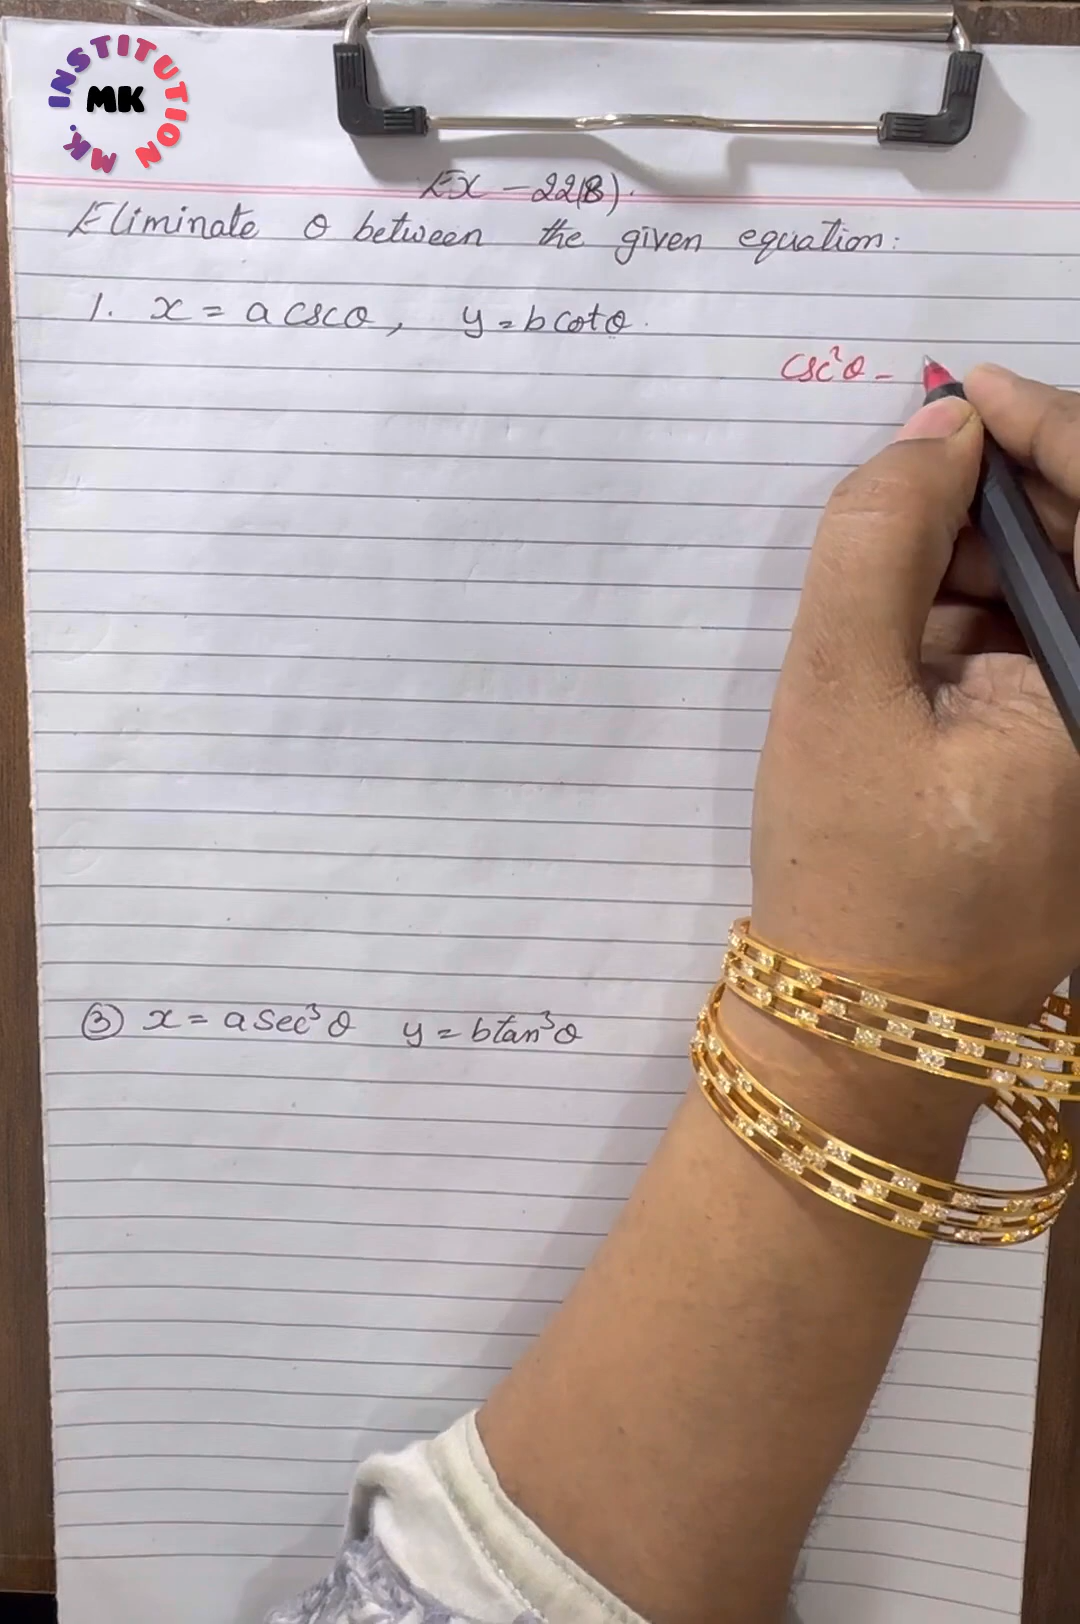 MK. INSTITUTION
MK
Ex - 22(B).
Eliminate θ between the given equation:
1. x = a cscθ, y = b cotθ.
csc²θ -
③ x = a sec³θ y = b tan³θ